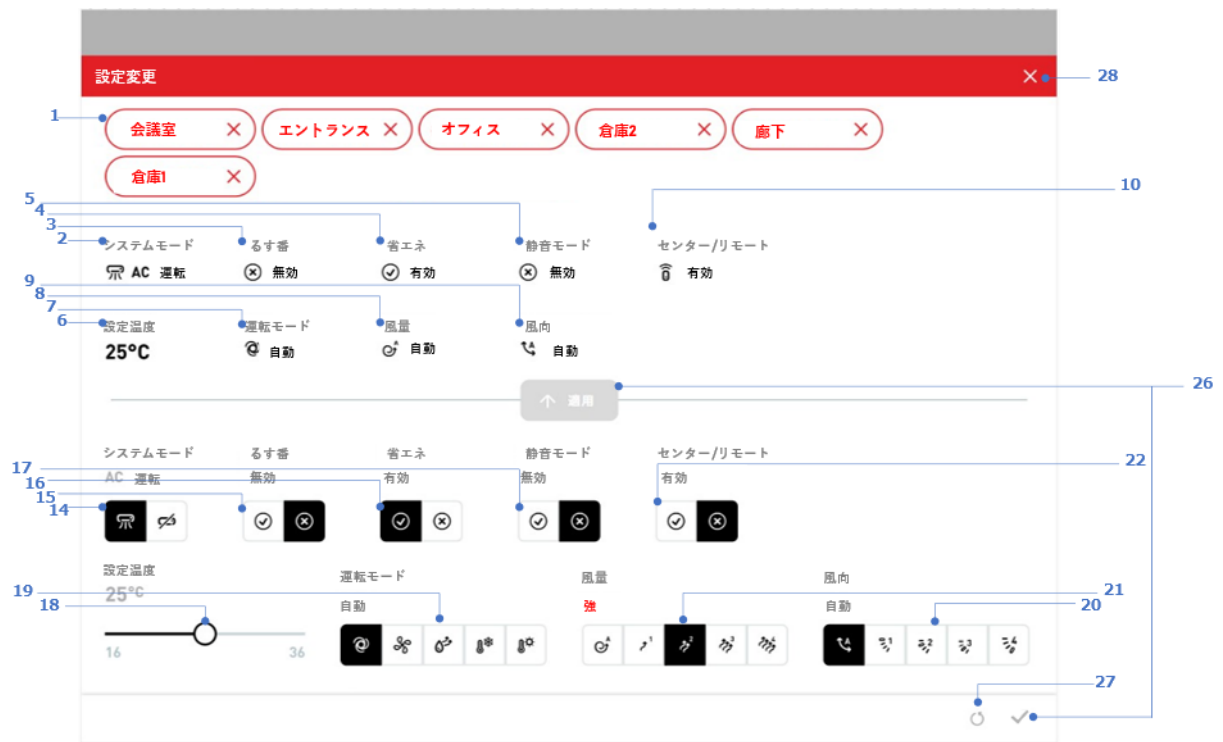 設定変更
28
1
会議室
エントランス
オフィス
倉庫2
廊下
倉庫1
5
4
3
2
10
システムモード
るす番
省エネ
静音モード
センター/リモート
AC 運転
無効
有効
無効
有効
9
8
7
6
設定温度
運転モード
風量
風向
25°C
自動
自動
自動
26
適用
システムモード
るす番
省エネ
静音モード
センター/リモート
17
16
15
14
22
AC 運転
無効
有効
無効
有効
設定温度
運転モード
風量
風向
25°C
19
18
21
20
自動
強
自動
16
36
A
1
2
3
4
A
1
2
3
4
27